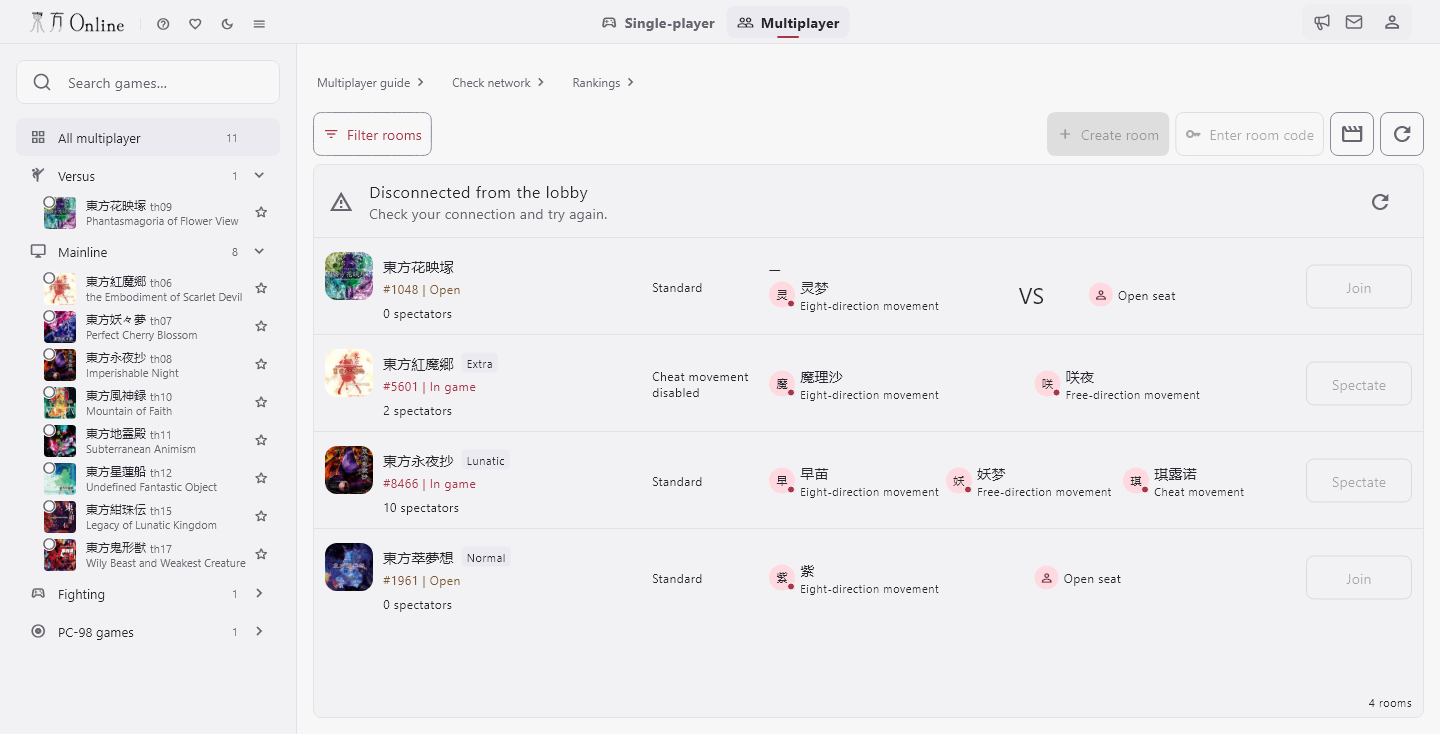 東方 Online
Single-player
Multiplayer
Search games...
All multiplayer 11
Versus 1
東方花映塚 th09
Phantasmagoria of Flower View
Mainline 8
東方紅魔郷 th06
the Embodiment of Scarlet Devil
東方妖々夢 th07
Perfect Cherry Blossom
東方永夜抄 th08
Imperishable Night
東方風神録 th10
Mountain of Faith
東方地霊殿 th11
Subterranean Animism
東方星蓮船 th12
Undefined Fantastic Object
東方紺珠伝 th15
Legacy of Lunatic Kingdom
東方鬼形獣 th17
Wily Beast and Weakest Creature
Fighting 1
PC-98 games 1
Multiplayer guide
Check network
Rankings
Filter rooms
Create room
Enter room code
Disconnected from the lobby
Check your connection and try again.
東方花映塚
#1048 | Open
0 spectators
Standard
—
灵 灵梦
Eight-direction movement
VS
Open seat
Join
東方紅魔郷 Extra
#5601 | In game
2 spectators
Cheat movement
disabled
魔 魔理沙
Eight-direction movement
咲 咲夜
Free-direction movement
Spectate
東方永夜抄 Lunatic
#8466 | In game
10 spectators
Standard
早 早苗
Eight-direction movement
妖 妖梦
Free-direction movement
琪 琪露诺
Cheat movement
Spectate
東方萃夢想 Normal
#1961 | Open
0 spectators
Standard
紫 紫
Eight-direction movement
Open seat
Join
4 rooms